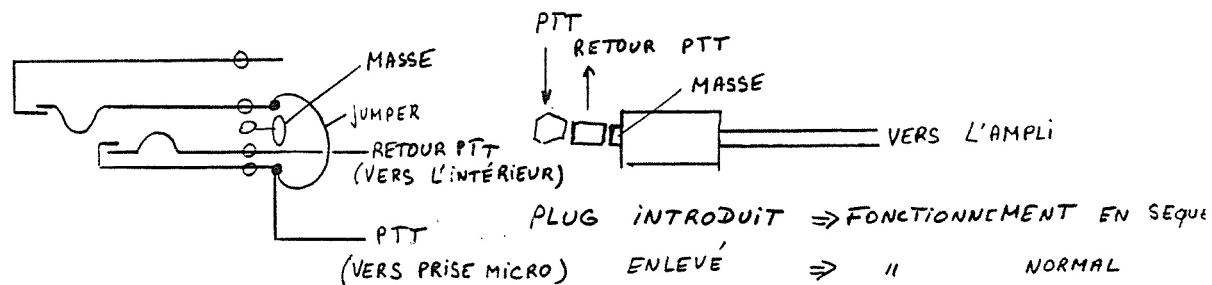 MASSE
JUMPER
RETOUR PTT
(VERS L'INTÉRIEUR)
PTT
(VERS PRISE MICRO)
PTT
RETOUR PTT
MASSE
VERS L'AMPLI
PLUG INTRODUIT ⇒ FONCTIONNEMENT EN SEQUE
ENLEVÉ ⇒ " NORMAL